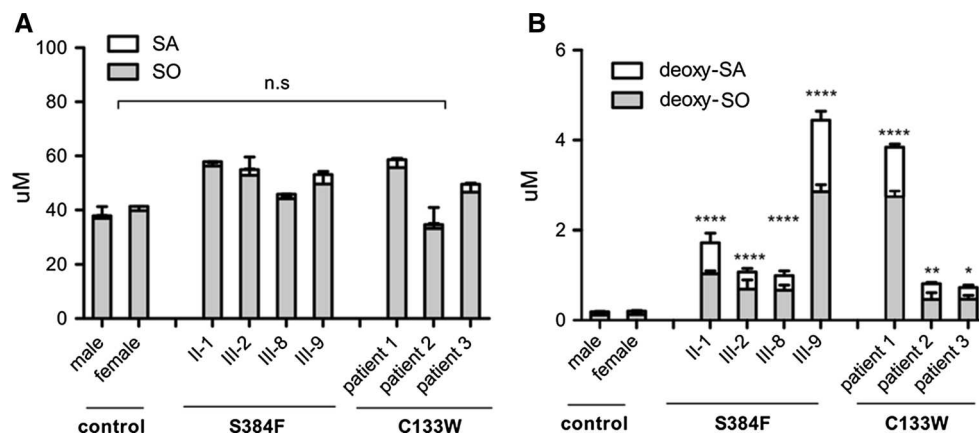 A
100
80
60
40
20
0
uM
SA
SO
n.s
male
female
II-1
III-2
III-8
III-9
patient 1
patient 2
patient 3
control
S384F
C133W
B
6
4
2
0
uM
deoxy-SA
deoxy-SO
****
****
****
****
****
**
*
male
female
II-1
III-2
III-8
III-9
patient 1
patient 2
patient 3
control
S384F
C133W